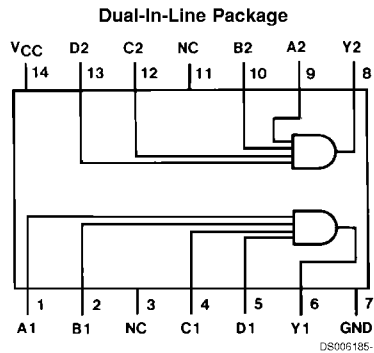 Dual-In-Line Package
VCC D2 C2 NC B2 A2 Y2
14 13 12 11 10 9 8
1 2 3 4 5 6 7
A1 B1 NC C1 D1 Y1 GND
DS006185-